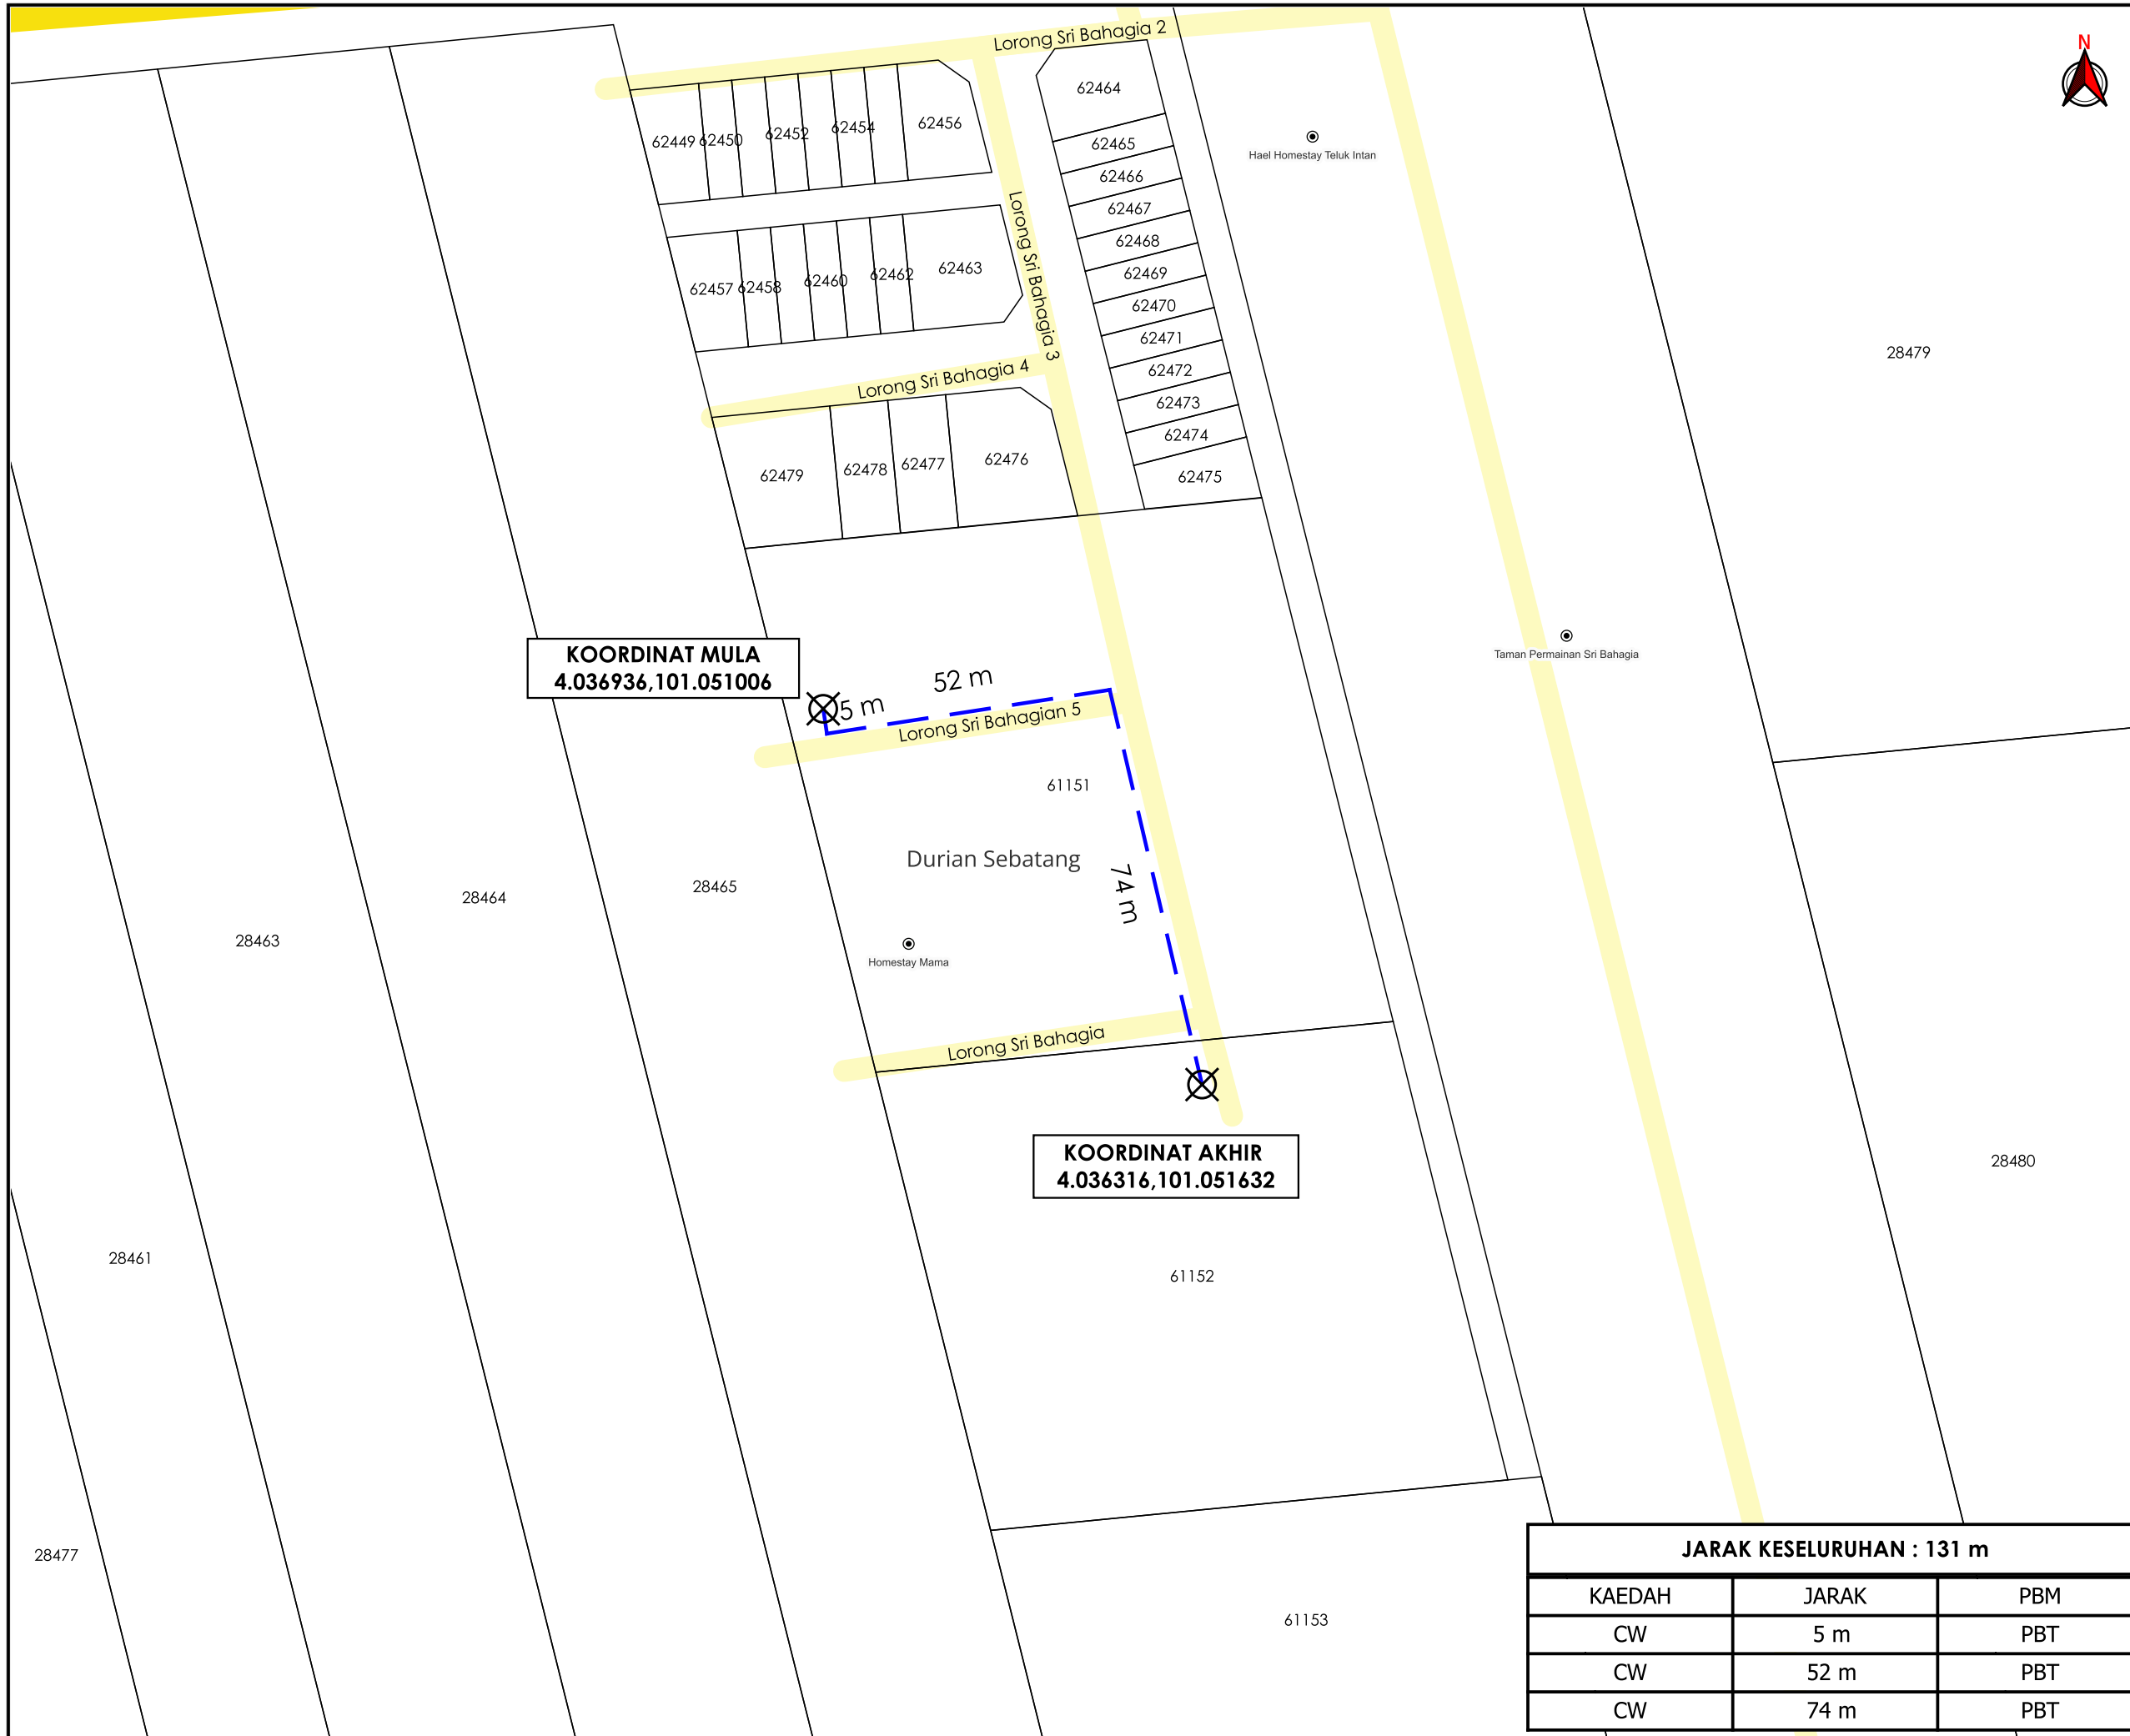 Lorong Sri Bahagia 2
N
62464
62449
62450
62452
62454
62456
62465
62466
62467
62468
62469
62470
62471
62472
62473
62474
62475
Hael Homestay Teluk Intan
Lorong Sri Bahagia 3
62457
62458
62460
62462
62463
28479
Lorong Sri Bahagia 4
62479
62478
62477
62476
KOORDINAT MULA
4.036936,101.051006
5 m
52 m
Lorong Sri Bahagian 5
Taman Permainan Sri Bahagia
61151
Durian Sebatang
74 m
28465
28464
28463
Homestay Mama
Lorong Sri Bahagia
KOORDINAT AKHIR
4.036316,101.051632
28480
28461
61152
28477
61153
JARAK KESELURUHAN : 131 m
KAEDAH JARAK PBM
CW 5 m PBT
CW 52 m PBT
CW 74 m PBT